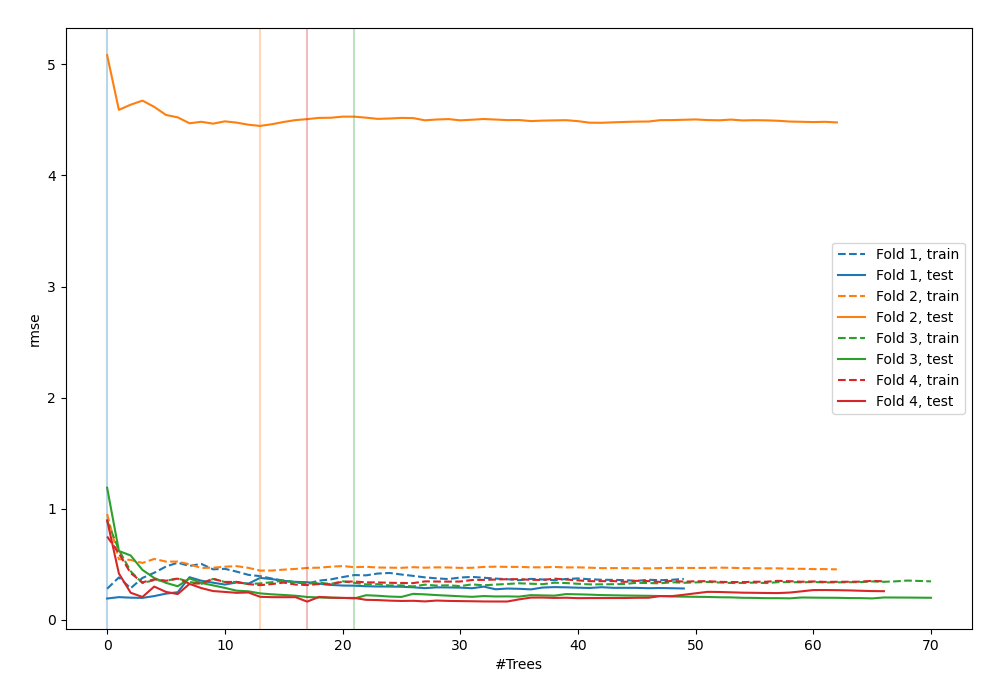 5
4
3
2
1
0
rmse
0 10 20 30 40 50 60 70
#Trees
Fold 1, train
Fold 1, test
Fold 2, train
Fold 2, test
Fold 3, train
Fold 3, test
Fold 4, train
Fold 4, test